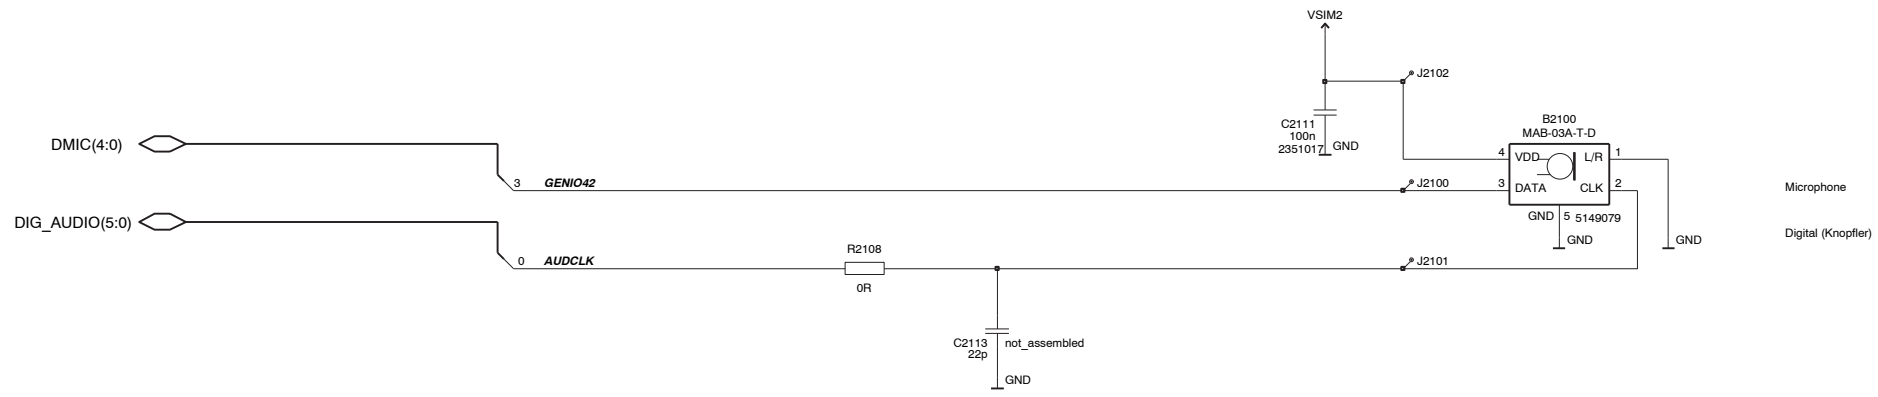 VSIM2
J2102
C2111
100n
2351017
GND
B2100
MAB-03A-T-D
DMIC(4:0)
4
VDD
L/R
1
3
GENIO42
J2100
3
DATA
CLK
2
Microphone
DIG_AUDIO(5:0)
GND
5
5149079
GND
GND
Digital (Knopfler)
0
AUDCLK
R2108
0R
J2101
C2113
22p
not_assembled
GND